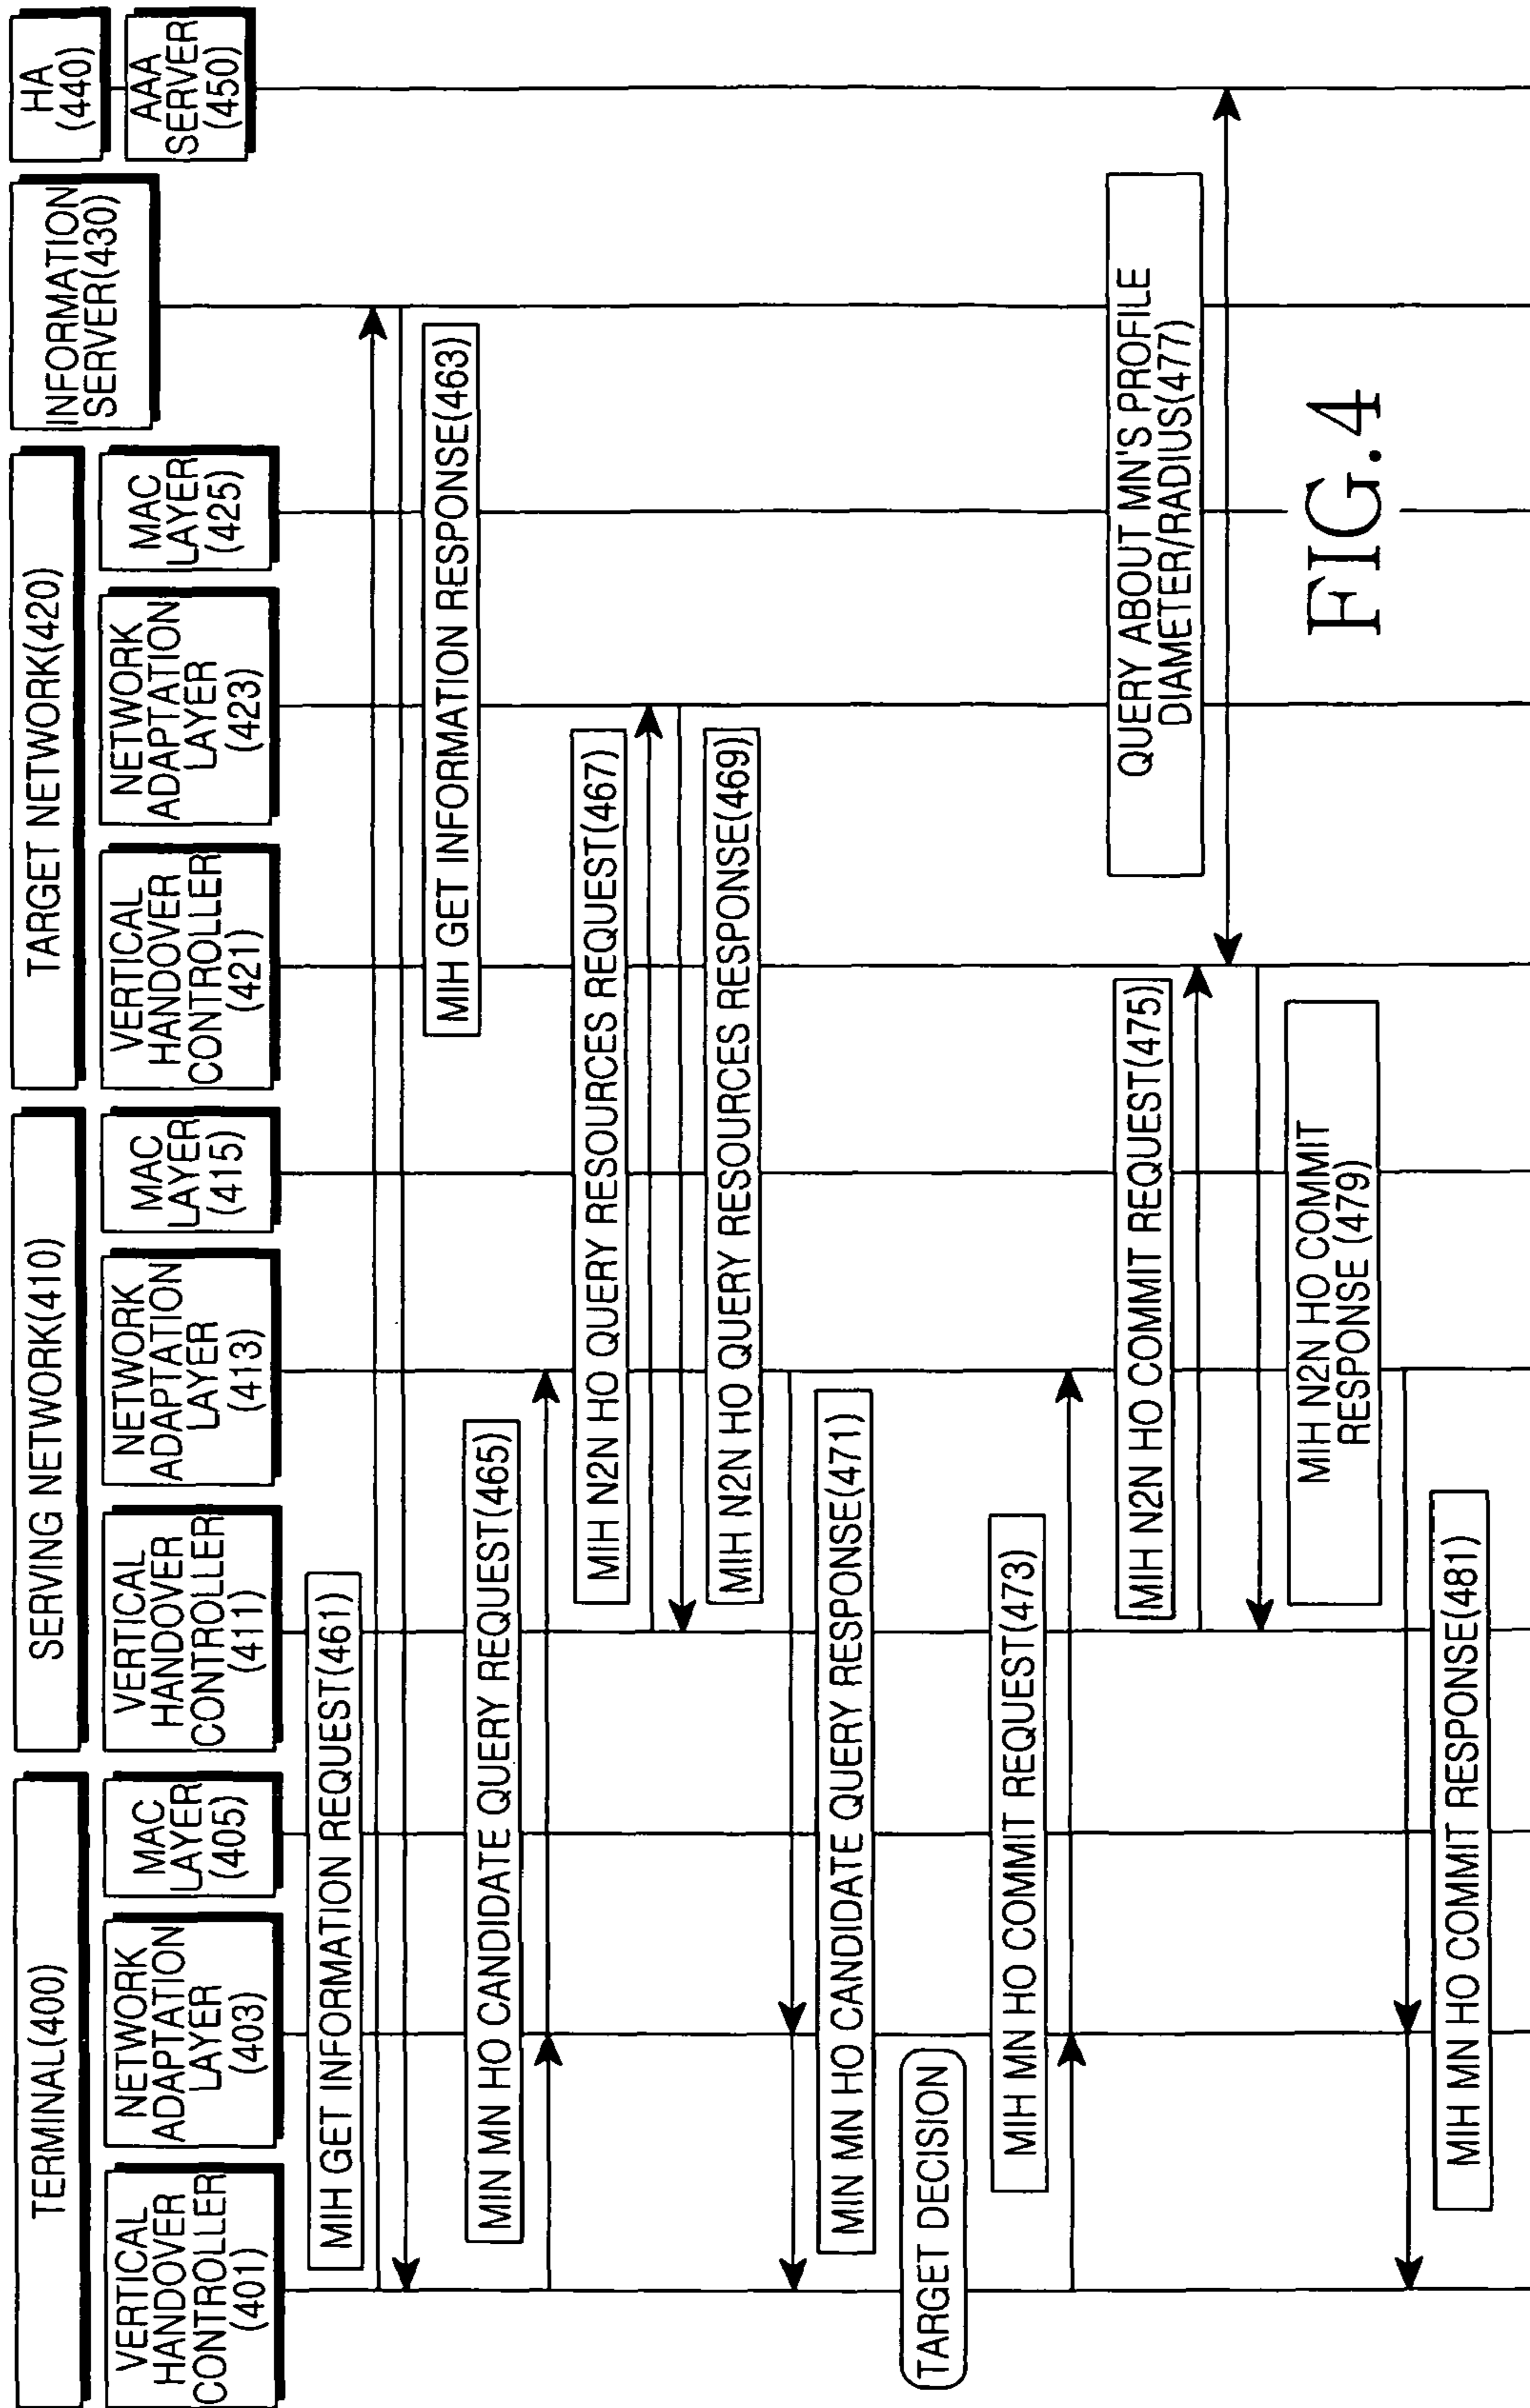 TERMINAL(400)
SERVING NETWORK(410)
TARGET NETWORK(420)
INFORMATION
SERVER(430)
HA
(440)
VERTICAL
HANDOVER
CONTROLLER
(401)
NETWORK
ADAPTATION
LAYER
(403)
MAC
LAYER
(405)
VERTICAL
HANDOVER
CONTROLLER
(411)
NETWORK
ADAPTATION
LAYER
(413)
MAC
LAYER
(415)
VERTICAL
HANDOVER
CONTROLLER
(421)
NETWORK
ADAPTATION
LAYER
(423)
MAC
LAYER
(425)
AAA
SERVER
(450)
MIH GET INFORMATION REQUEST(461)
MIH GET INFORMATION RESPONSE(463)
MIN MN HO CANDIDATE QUERY REQUEST(465)
MIH N2N HO QUERY RESOURCES REQUEST(467)
MIH N2N HO QUERY RESOURCES RESPONSE(469)
MIN MN HO CANDIDATE QUERY RESPONSE(471)
TARGET DECISION
MIH MN HO COMMIT REQUEST(473)
MIH N2N HO COMMIT REQUEST(475)
QUERY ABOUT MN'S PROFILE
DIAMETER/RADIUS(477)
MIH N2N HO COMMIT
RESPONSE (479)
MIH MN HO COMMIT RESPONSE(481)
FIG.4